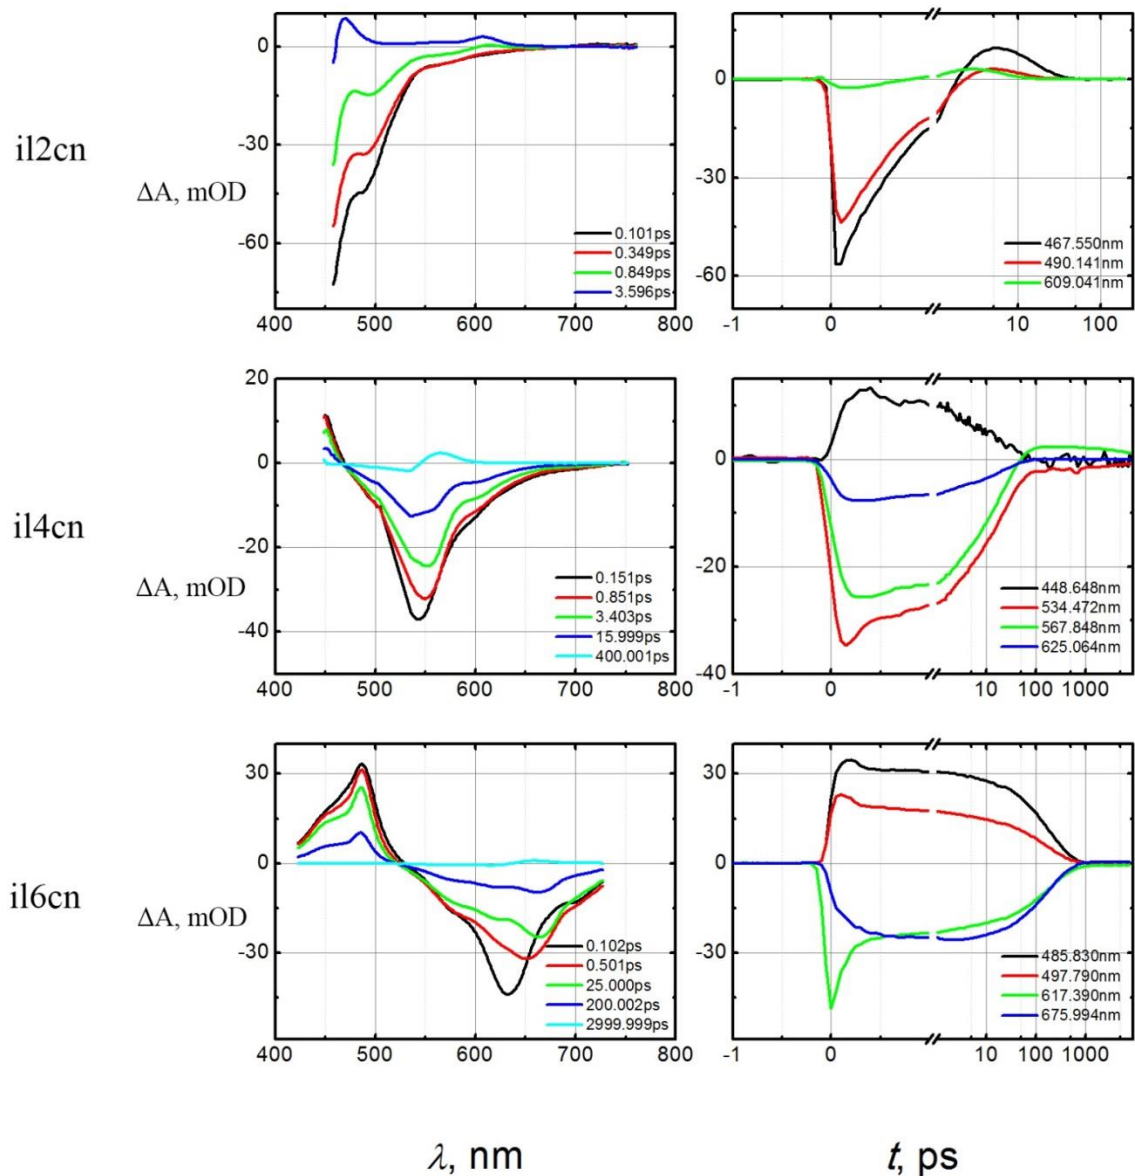 0
-30
-60
400 500 600 700 800
0.101ps
0.349ps
0.849ps
3.596ps
0
-30
-60
-1 0 10 100
467.550nm
490.141nm
609.041nm
il2cn
ΔA, mOD
20
0
-20
-40
400 500 600 700 800
0.151ps
0.851ps
3.403ps
15.999ps
400.001ps
0
-20
-40
-1 0 10 100 1000
448.648nm
534.472nm
567.848nm
625.064nm
il4cn
ΔA, mOD
30
0
-30
400 500 600 700 800
0.102ps
0.501ps
25.000ps
200.002ps
2999.999ps
30
0
-30
-1 0 10 100 1000
485.830nm
497.790nm
617.390nm
675.994nm
il6cn
ΔA, mOD
λ, nm
t, ps